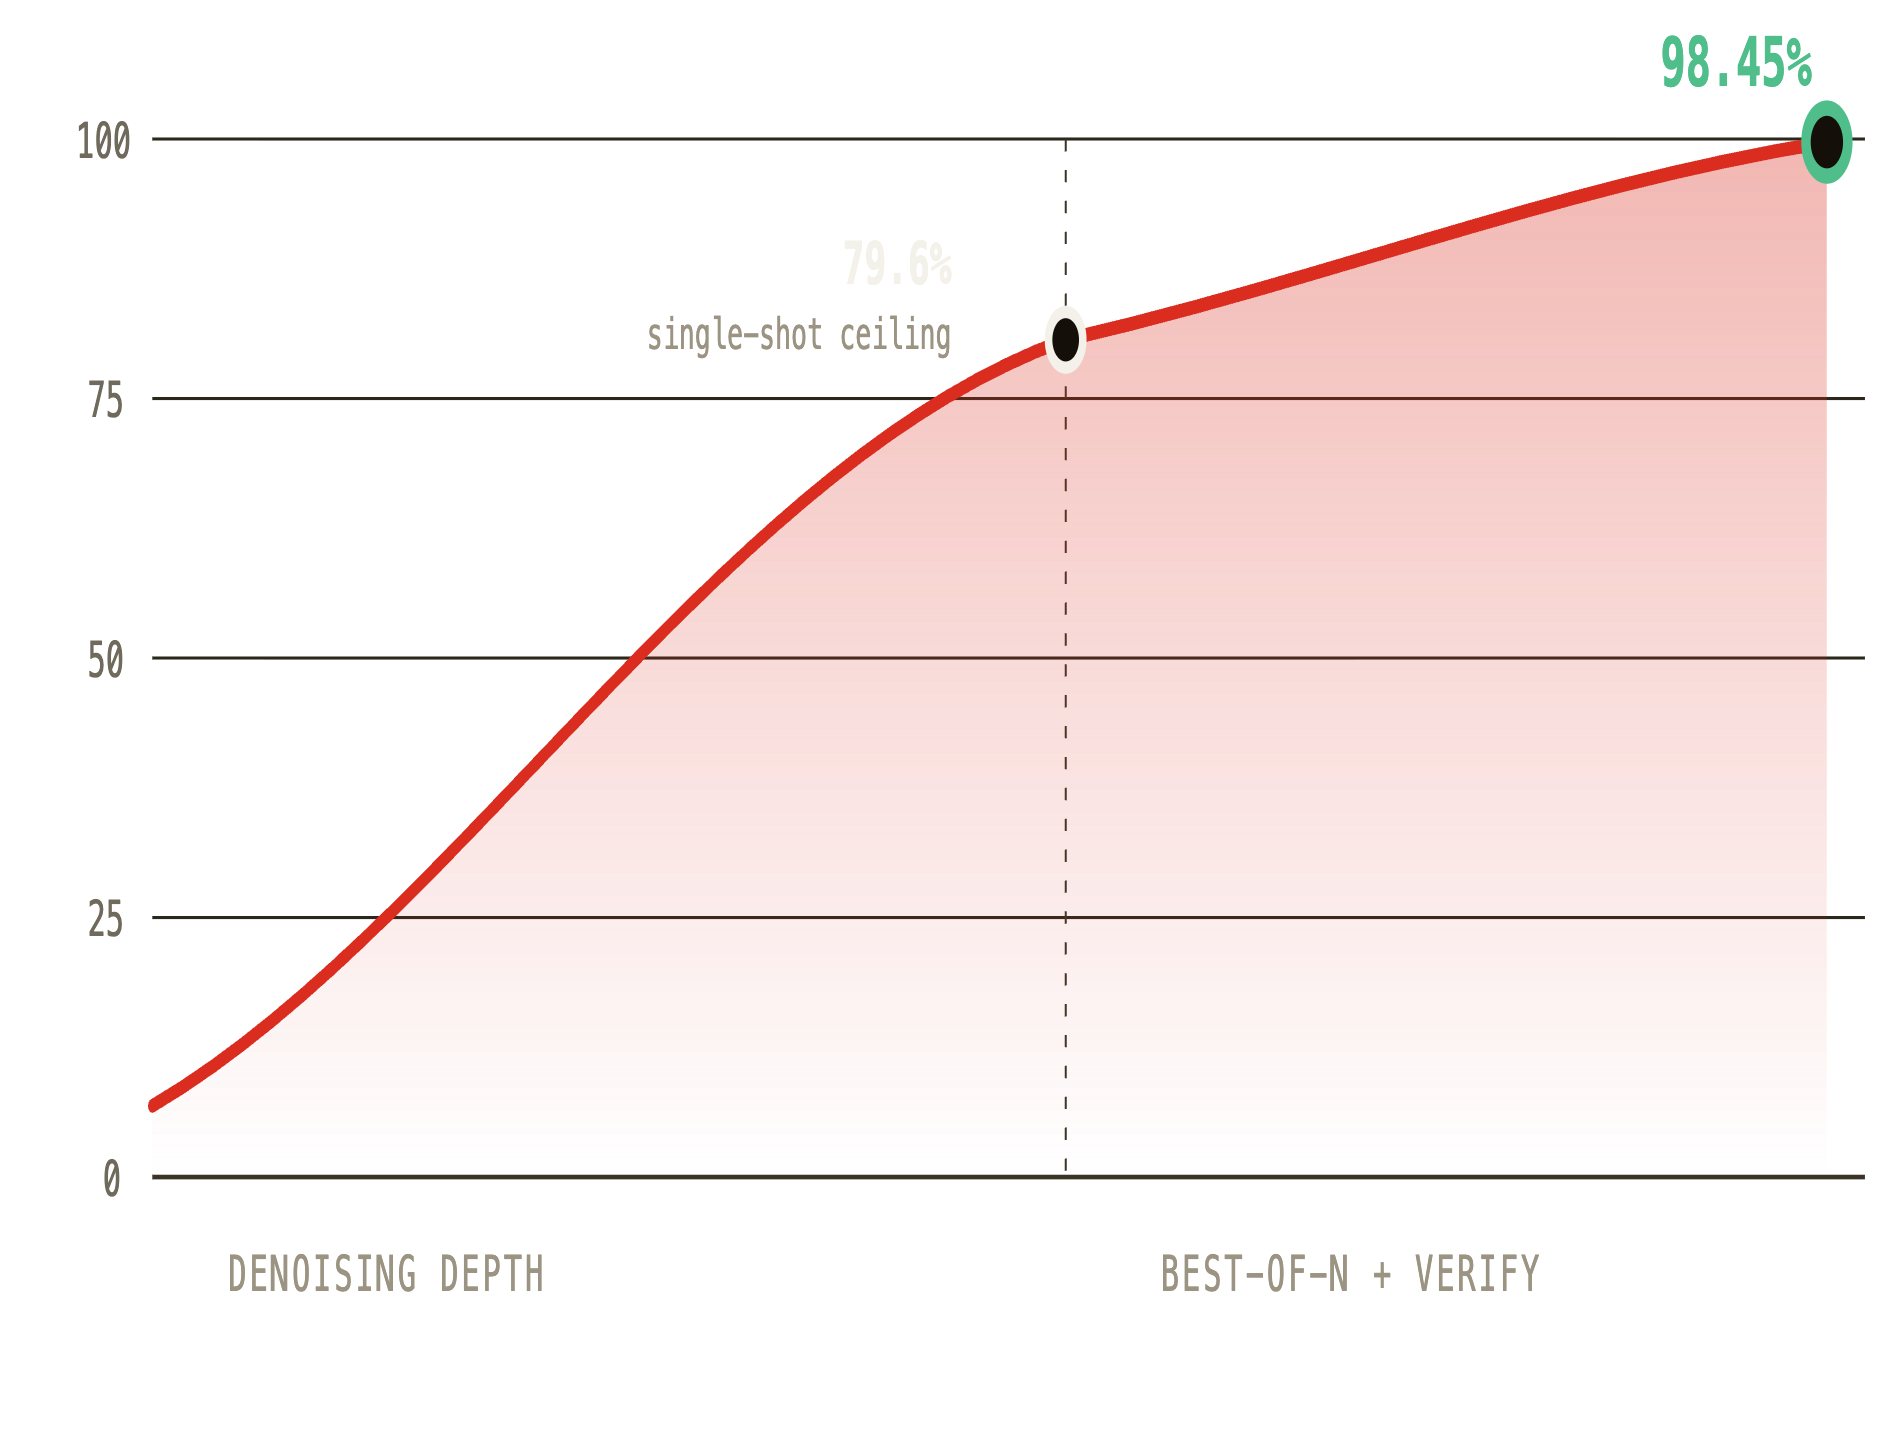 98.45%
100
79.6%
single-shot ceiling
75
50
25
0
DENOISING DEPTH
BEST-OF-N + VERIFY